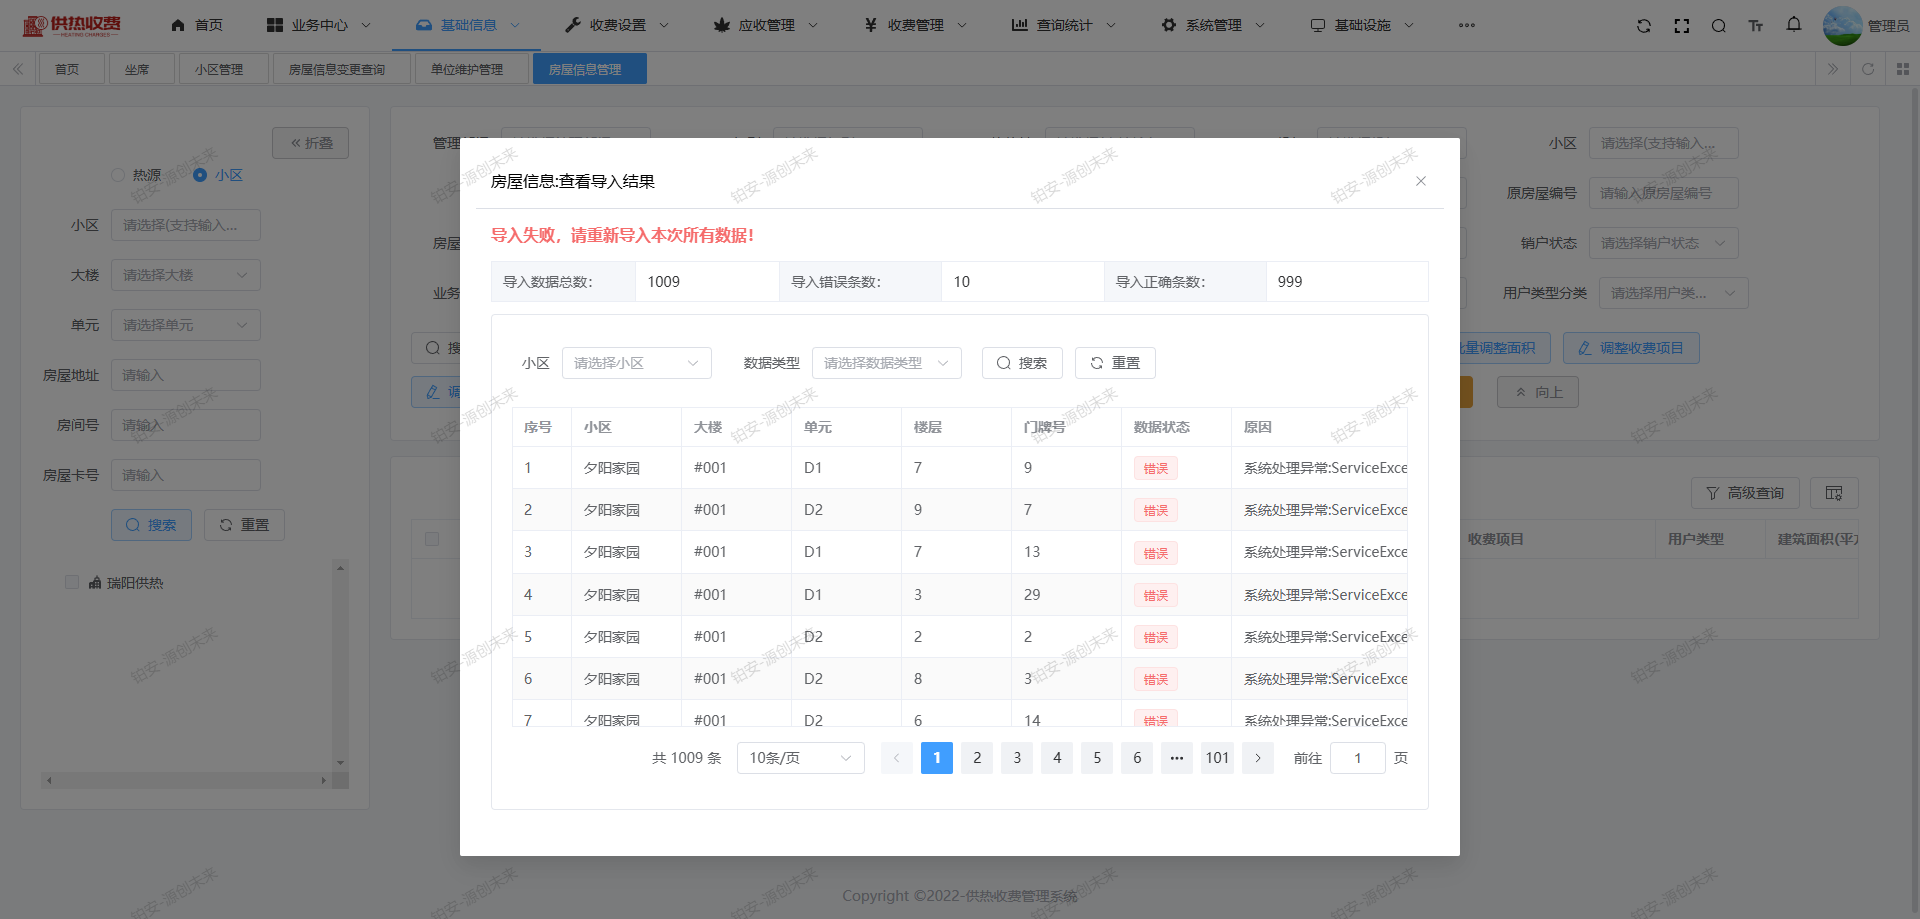 供热收费
HEATING CHARGES
首页
业务中心
基础信息
收费设置
应收管理
收费管理
查询统计
系统管理
基础设施
管理员
首页
坐席
小区管理
房屋信息变更查询
单位维护管理
房屋信息管理
折叠
热源
小区
小区 请选择(支持输入...
大楼 请选择大楼
单元 请选择单元
房屋地址 请输入
房间号 请输入
房屋卡号 请输入
搜索
重置
瑞阳供热
小区 请选择(支持输入...
原房屋编号 请输入原房屋编号
销户状态 请选择销户状态
用户类型分类 请选择用户类...
量调整面积
调整收费项目
向上
高级查询
收费项目
用户类型
建筑面积(平方
房屋信息:查看导入结果
导入失败，请重新导入本次所有数据！
导入数据总数： 1009 导入错误条数： 10 导入正确条数： 999
小区 请选择小区 数据类型 请选择数据类型 搜索 重置
序号 小区 大楼 单元 楼层 门牌号 数据状态 原因
1 夕阳家园 #001 D1 7 9 错误 系统处理异常:ServiceExce
2 夕阳家园 #001 D2 9 7 错误 系统处理异常:ServiceExce
3 夕阳家园 #001 D1 7 13 错误 系统处理异常:ServiceExce
4 夕阳家园 #001 D1 3 29 错误 系统处理异常:ServiceExce
5 夕阳家园 #001 D2 2 2 错误 系统处理异常:ServiceExce
6 夕阳家园 #001 D2 8 3 错误 系统处理异常:ServiceExce
7 夕阳家园 #001 D2 6 14 错误 系统处理异常:ServiceExce
共 1009 条 10条/页 1 2 3 4 5 6 ••• 101 前往 1 页
Copyright ©2022-供热收费管理系统
铂安-源创未来